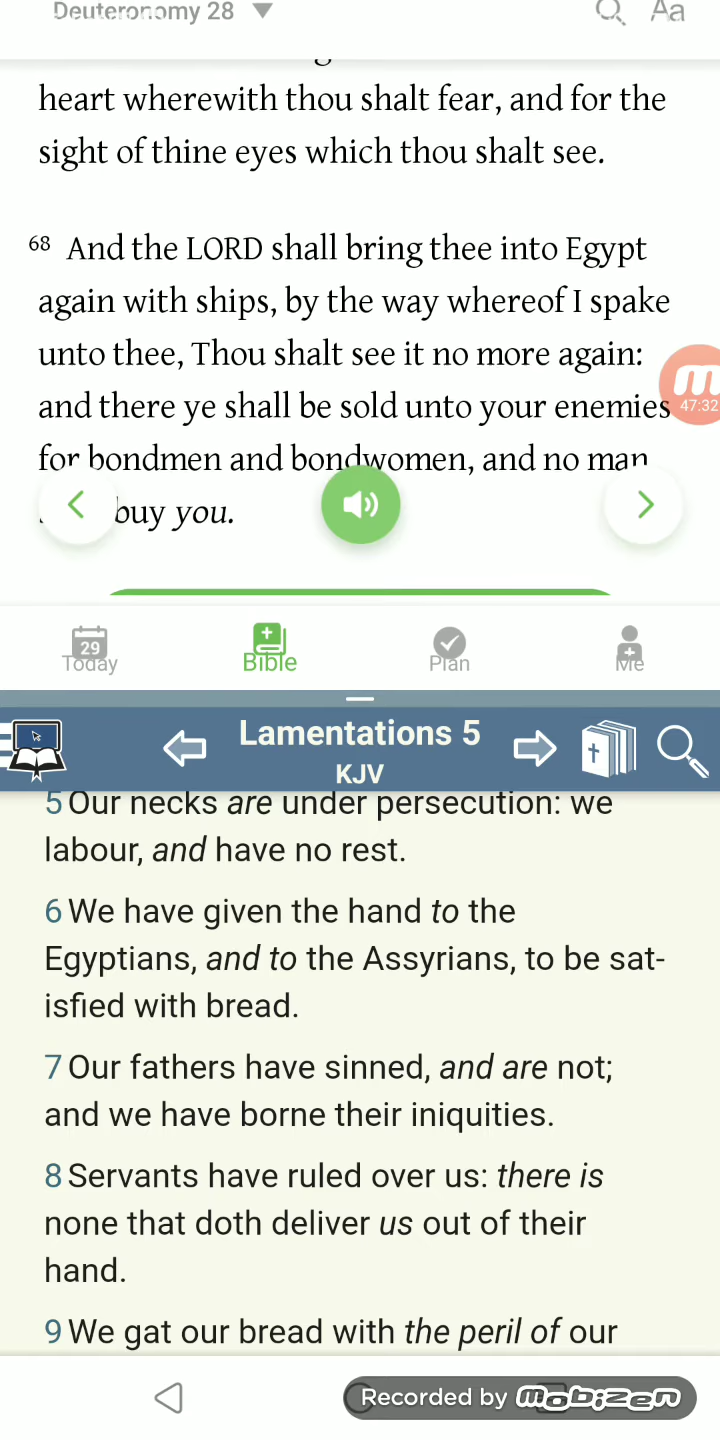 Deuteronomy 28
Aa
heart wherewith thou shalt fear, and for the
sight of thine eyes which thou shalt see.
68 And the LORD shall bring thee into Egypt
again with ships, by the way whereof I spake
unto thee, Thou shalt see it no more again:
and there ye shall be sold unto your enemies
47:32
for bondmen and bondwomen, and no man
buy you.
29
Today
Bible
Plan
Me
Lamentations 5
KJV
5 Our necks are under persecution: we
labour, and have no rest.
6 We have given the hand to the
Egyptians, and to the Assyrians, to be sat-
isfied with bread.
7 Our fathers have sinned, and are not;
and we have borne their iniquities.
8 Servants have ruled over us: there is
none that doth deliver us out of their
hand.
9 We gat our bread with the peril of our
Recorded by mobizen